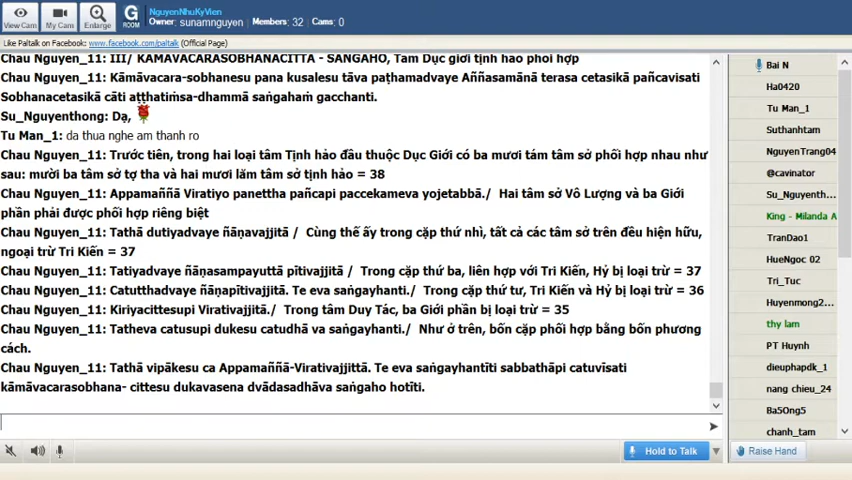 NguyenNhuKyVien
Owner: sunamnguyen Members: 32 Cams: 0
View Cam My Cam Enlarge G ROOM
Like Paltalk on Facebook: www.facebook.com/paltalk (Official Page)
Chau Nguyen_11: III/ KĀMĀVACARASOBHANACITTA - SANGAHO, Tâm Dục giới tịnh hảo phối hợp
Chau Nguyen_11: Kāmāvacara-sobhanesu pana kusalesu tāva paṭhamadvaye Aññasamānā terasa cetasikā pañcavisati
Sobhanacetasikā cāti aṭṭhatiṁsa-dhammā saṅgahaṁ gacchanti.
Su_Nguyenthong: Dạ,
Tu Man_1: da thua nghe am thanh ro
Chau Nguyen_11: Trước tiên, trong hai loại tâm Tịnh hảo đầu thuộc Dục Giới có ba mươi tám tâm sở phối hợp nhau như
sau: mười ba tâm sở tợ tha và hai mươi lăm tâm sở tịnh hảo = 38
Chau Nguyen_11: Appamaññā Viratiyo panettha pañcapi paccekameva yojetabbā./ Hai tâm sở Vô Lượng và ba Giới
phần phải được phối hợp riêng biệt
Chau Nguyen_11: Tathā dutiyadvaye ñāṇavajjitā / Cùng thế ấy trong cặp thứ nhì, tất cả các tâm sở trên đều hiện hữu,
ngoại trừ Tri Kiến = 37
Chau Nguyen_11: Tatiyadvaye ñāṇasampayuttā pītivajjitā / Trong cặp thứ ba, liên hợp với Tri Kiến, Hỷ bị loại trừ = 37
Chau Nguyen_11: Catutthadvaye ñāṇapītivajjitā. Te eva saṅgayhanti./ Trong cặp thứ tư, Tri Kiến và Hỷ bị loại trừ = 36
Chau Nguyen_11: Kiriyacittesupi Virativajjitā./ Trong tâm Duy Tác, ba Giới phần bị loại trừ = 35
Chau Nguyen_11: Tatheva catusupi dukesu catudhā va saṅgayhanti./ Như ở trên, bốn cặp phối hợp bằng bốn phương
cách.
Chau Nguyen_11: Tathā vipākesu ca Appamaññā-Virativajjittā. Te eva saṅgayhantīti sabbathāpi catuvīsati
kāmāvacarasobhana- cittesu dukavasena dvādasadhāva saṅgaho hotīti.
Bai N
Ha0420
Tu Man_1
Suthanhtam
NguyenTrang04
@cavinator
Su_Nguyenth...
King - Milanda A
TranDao1
HueNgoc 02
Tri_Tuc
Huyenmong2...
thy lam
PT Huynh
dieuphapdk_1
nang chieu_24
Ba5Ong5
chanh_tam
Hold to Talk Raise Hand